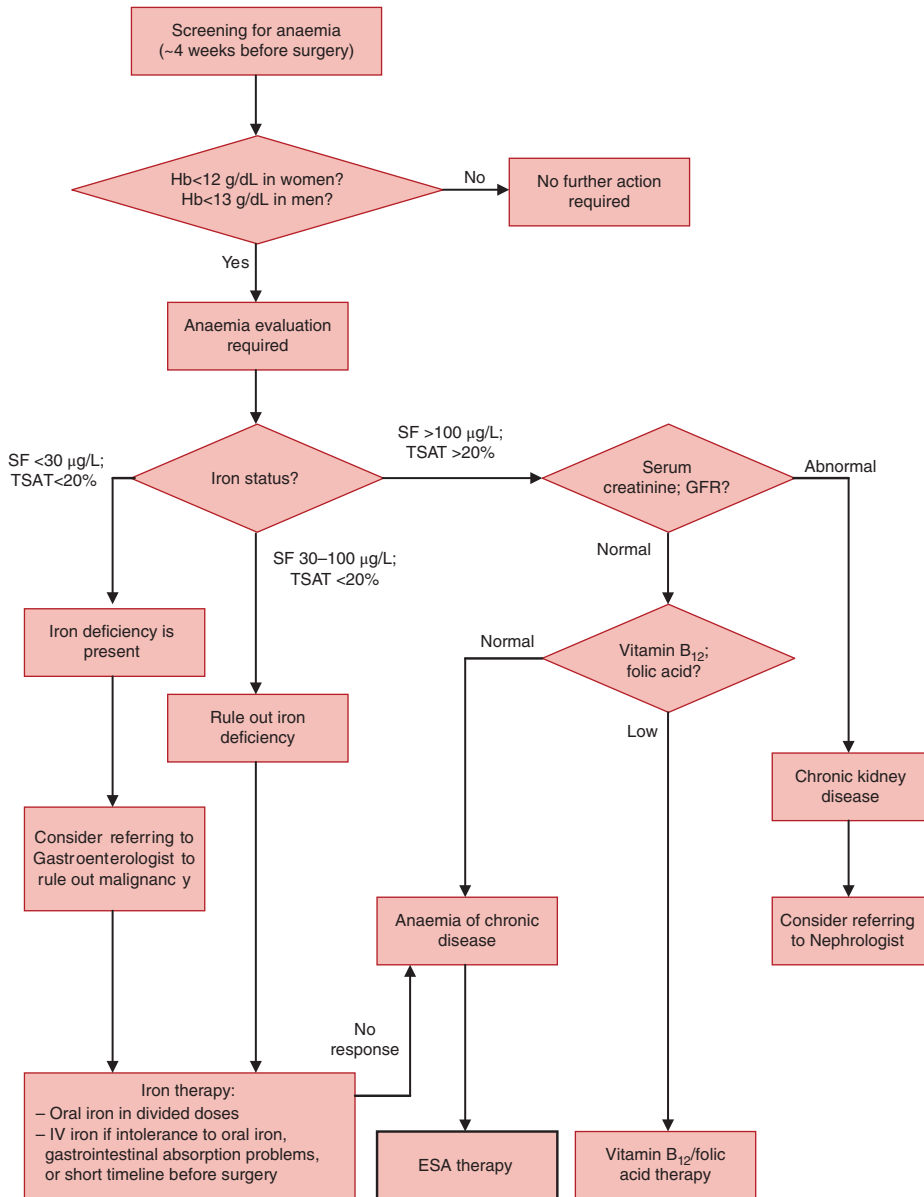 Screening for anaemia
(~4 weeks before surgery)
Hb<12 g/dL in women?
Hb<13 g/dL in men?
No
No further action
required
Yes
Anaemia evaluation
required
SF <30 μg/L;
TSAT<20%
Iron status?
SF >100 μg/L;
TSAT >20%
Serum
creatinine; GFR?
Abnormal
SF 30–100 μg/L;
TSAT <20%
Normal
Iron deficiency is
present
Normal
Vitamin B12;
folic acid?
Rule out iron
deficiency
Low
Chronic kidney
disease
Consider referring to
Gastroenterologist to
rule out malignanc y
Anaemia of chronic
disease
Consider referring
to Nephrologist
No
response
Iron therapy:
– Oral iron in divided doses
– IV iron if intolerance to oral iron,
gastrointestinal absorption problems,
or short timeline before surgery
ESA therapy
Vitamin B12/folic
acid therapy